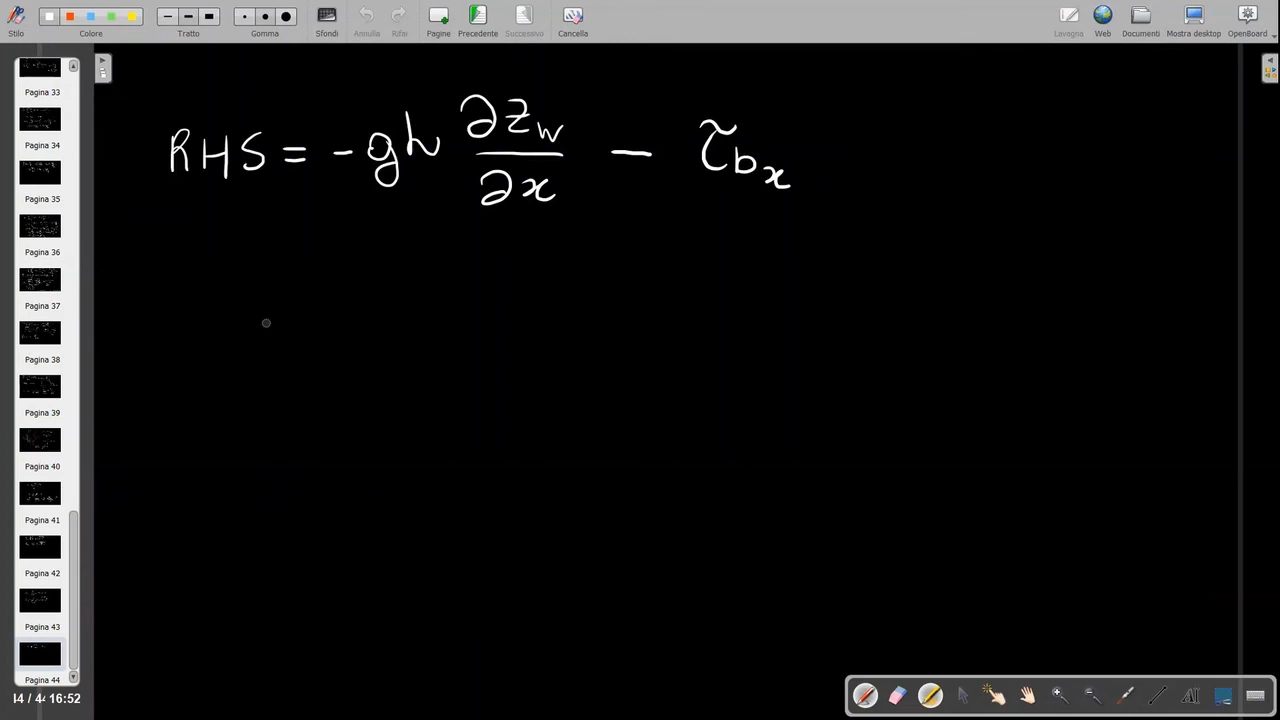 Stilo Colore Tratto Gomma Sfondi Annulla Rifai Pagine Precedente Successivo Cancella Lavagna Web Documenti Mostra desktop OpenBoard
RHS = -gh ∂z_w/∂x - τ_{b_x}
Pagina 33
Pagina 34
Pagina 35
Pagina 36
Pagina 37
Pagina 38
Pagina 39
Pagina 40
Pagina 41
Pagina 42
Pagina 43
Pagina 44
16:52